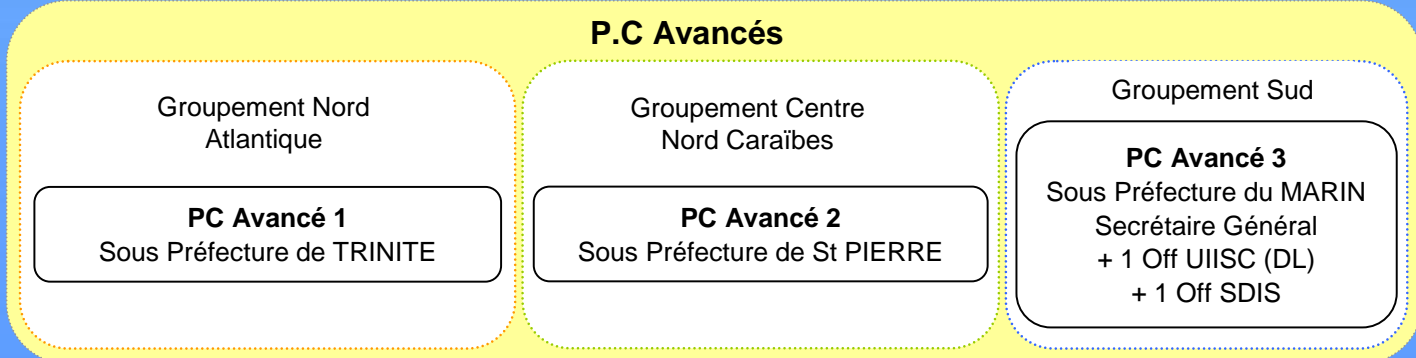 P.C Avancés
Groupement Nord
Atlantique
PC Avancé 1
Sous Préfecture de TRINITE
Groupement Centre
Nord Caraïbes
PC Avancé 2
Sous Préfecture de St PIERRE
Groupement Sud
PC Avancé 3
Sous Préfecture du MARIN
Secrétaire Général
+ 1 Off UIISC (DL)
+ 1 Off SDIS